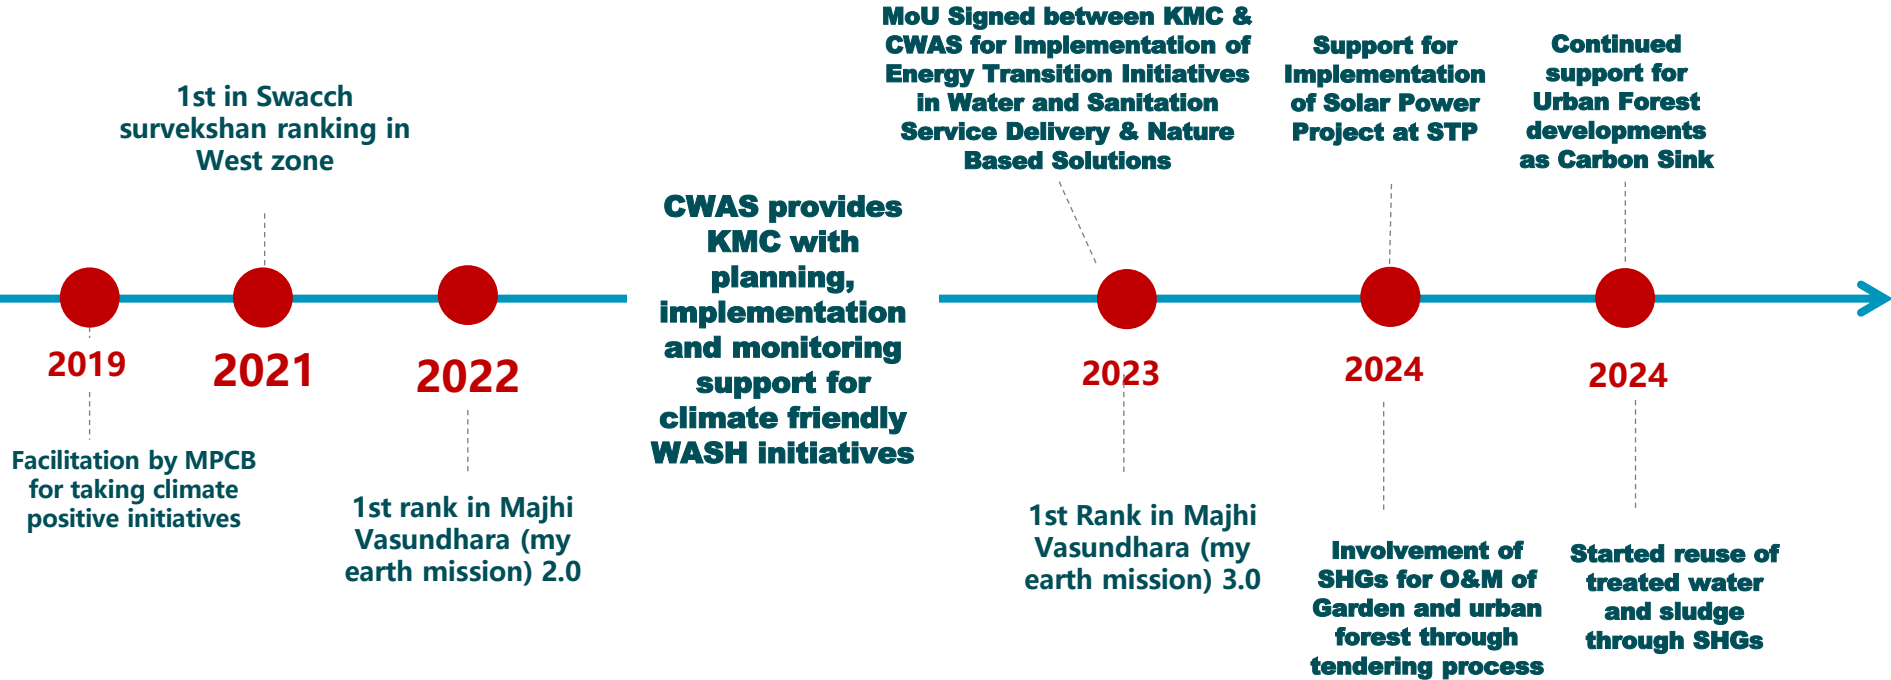 1st in Swacch
survekshan ranking in
West zone
2019
Facilitation by MPCB
for taking climate
positive initiatives
2021
2022
1st rank in Majhi
Vasundhara (my
earth mission) 2.0
CWAS provides
KMC with
planning,
implementation
and monitoring
support for
climate friendly
WASH initiatives
MoU Signed between KMC &
CWAS for Implementation of
Energy Transition Initiatives
in Water and Sanitation
Service Delivery & Nature
Based Solutions
2023
1st Rank in Majhi
Vasundhara (my
earth mission) 3.0
Support for
Implementation
of Solar Power
Project at STP
2024
Involvement of
SHGs for O&M of
Garden and urban
forest through
tendering process
Continued
support for
Urban Forest
developments
as Carbon Sink
2024
Started reuse of
treated water
and sludge
through SHGs